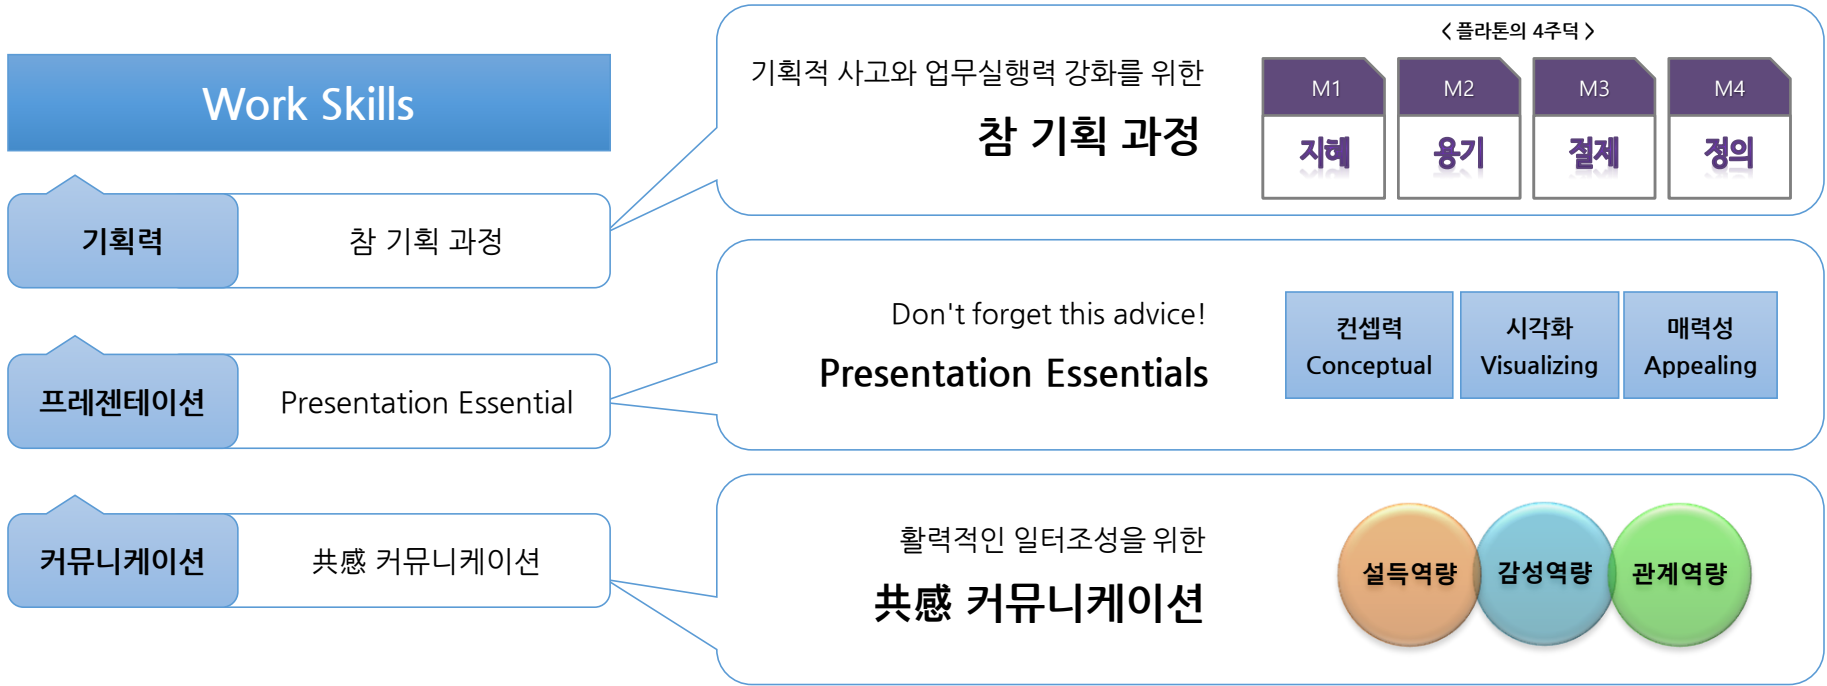 Work Skills
기획력
참 기획 과정
프레젠테이션
Presentation Essential
커뮤니케이션
共感 커뮤니케이션
기획적 사고와 업무실행력 강화를 위한
참 기획 과정
< 플라톤의 4주덕 >
M1
지혜
M2
용기
M3
절제
M4
정의
Don't forget this advice!
Presentation Essentials
컨셉력
Conceptual
시각화
Visualizing
매력성
Appealing
활력적인 일터조성을 위한
共感 커뮤니케이션
설득역량
감성역량
관계역량